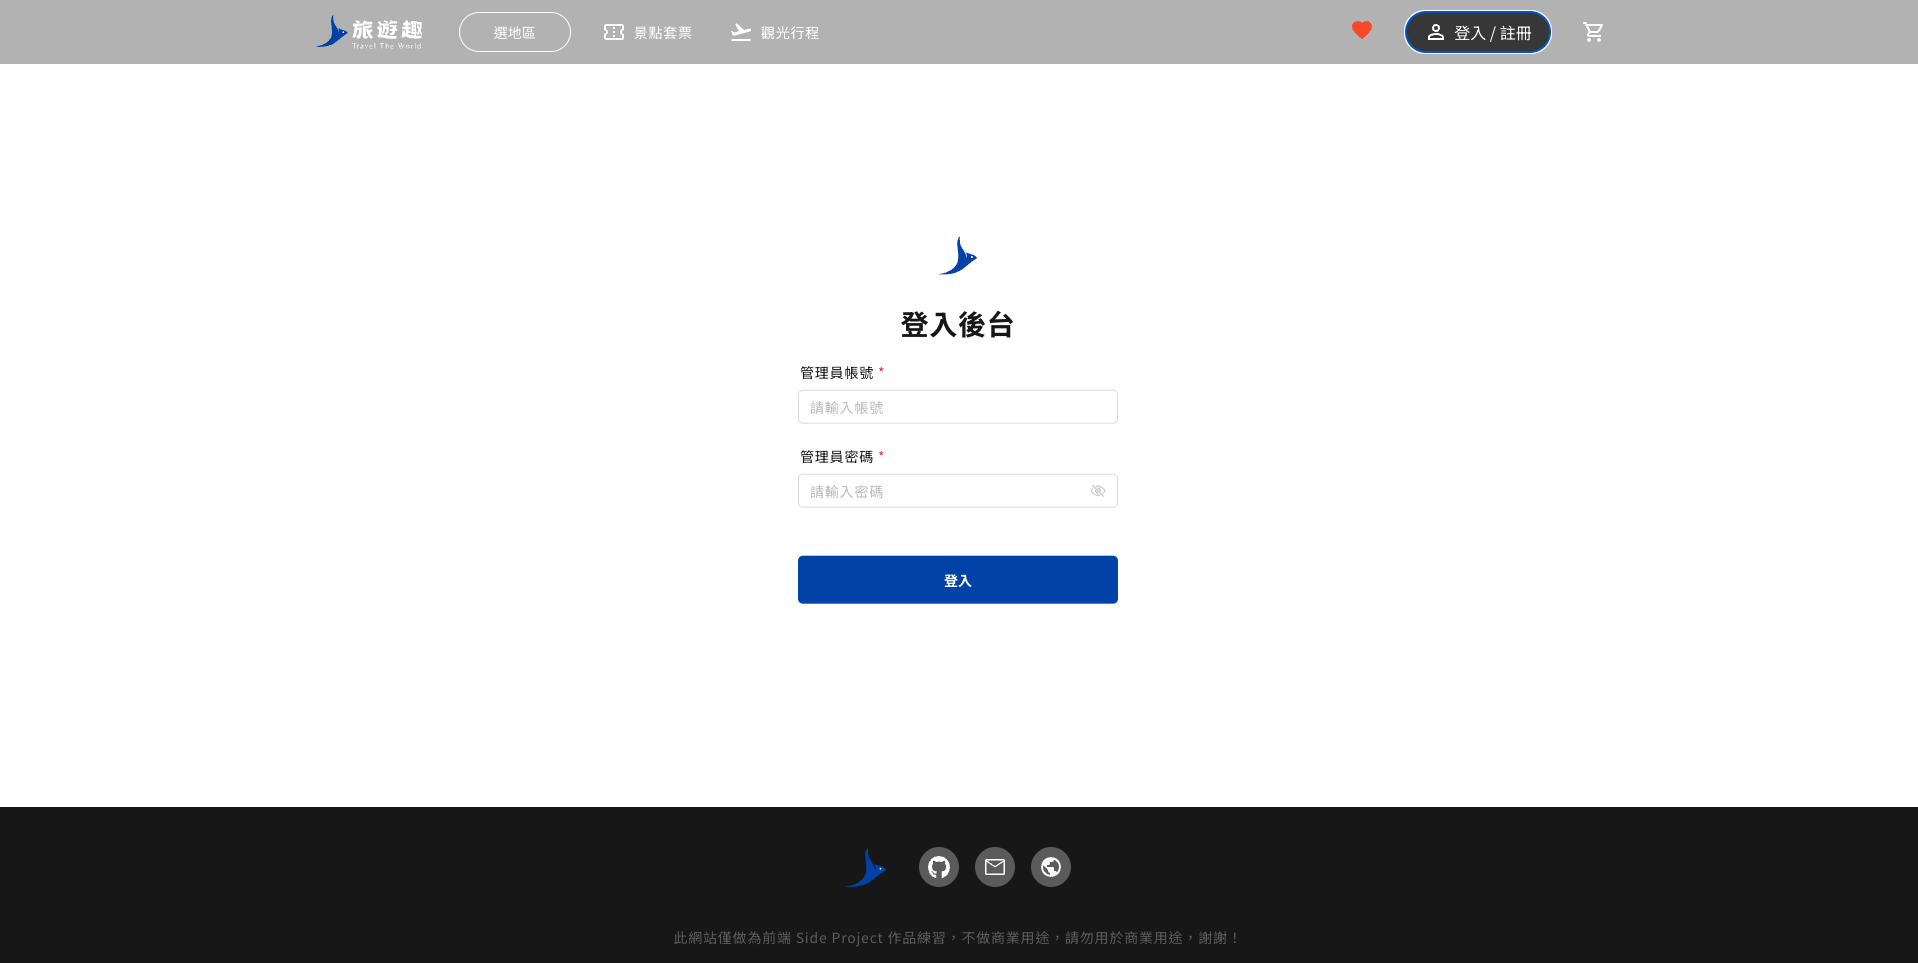 旅遊趣
Travel The World
選地區
景點套票
觀光行程
登入 / 註冊
登入後台
管理員帳號 *
請輸入帳號
管理員密碼 *
請輸入密碼
登入
此網站僅做為前端 Side Project 作品練習，不做商業用途，請勿用於商業用途，謝謝！